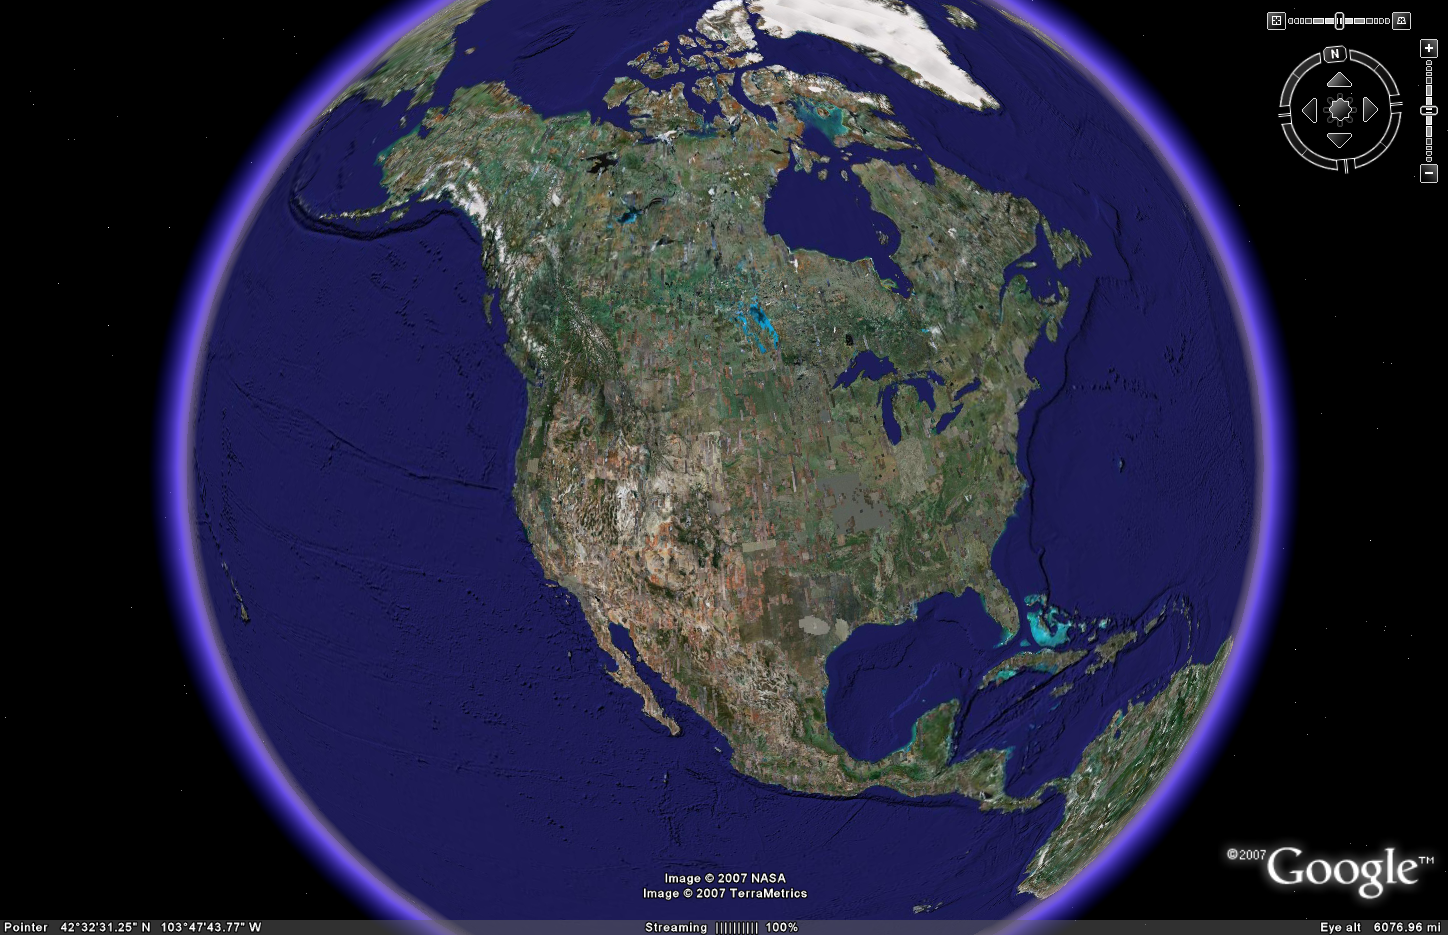 N
©2007 Google™
Image © 2007 NASA
Image © 2007 TerraMetrics
Pointer 42°32'31.25" N 103°47'43.77" W Streaming |||||||||| 100% Eye alt 6076.96 mi